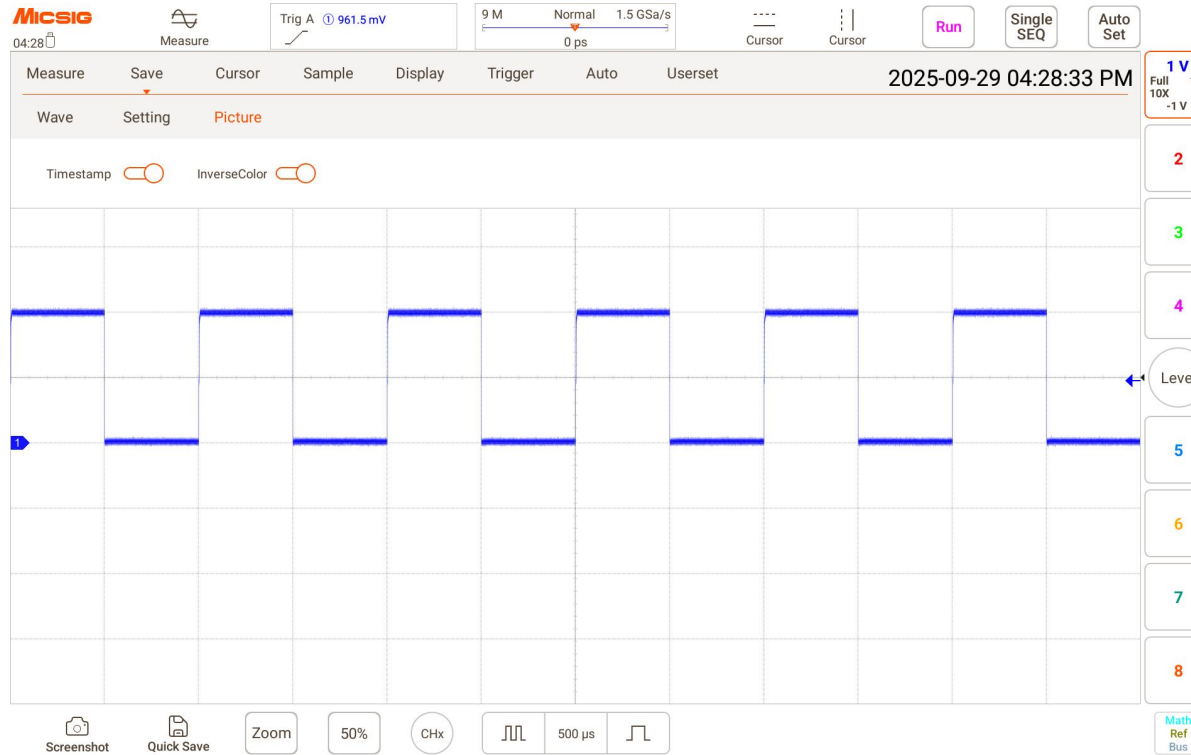 Micsig
04:28
Measure
Trig A ① 961.5 mV
9 M Normal 1.5 GSa/s
0 ps
Cursor
Cursor
Run
Single
SEQ
Auto
Set
Measure Save Cursor Sample Display Trigger Auto Userset
2025-09-29 04:28:33 PM
Wave Setting Picture
Timestamp InverseColor
1 V
Full
10X
-1 V
2
3
4
Leve
5
6
7
8
1
Screenshot
Quick Save
Zoom
50%
CHx
500 µs
Math
Ref
Bus